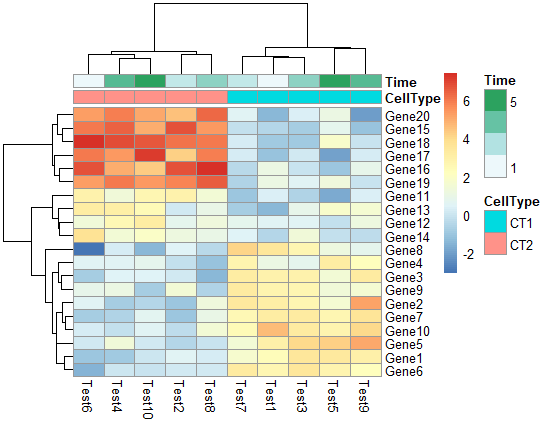 Time
CellType
Gene20
Gene15
Gene18
Gene17
Gene16
Gene19
Gene11
Gene13
Gene12
Gene14
Gene8
Gene4
Gene3
Gene9
Gene2
Gene7
Gene10
Gene5
Gene1
Gene6
Test6
Test4
Test10
Test2
Test8
Test7
Test1
Test3
Test5
Test9
6
4
2
0
-2
Time
5
1
CellType
CT1
CT2